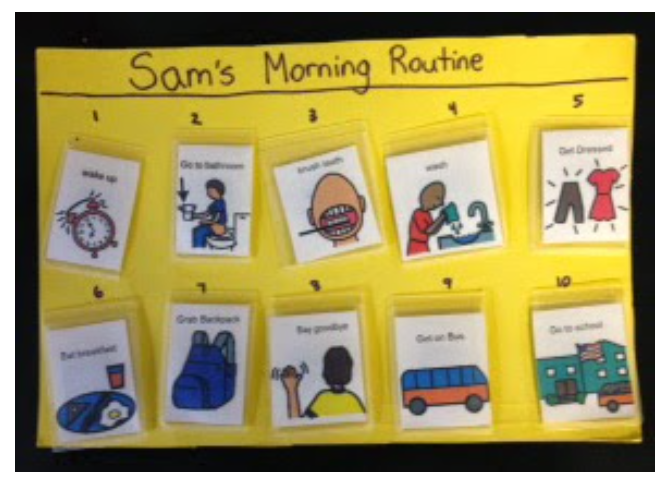 Sam's Morning Routine
1 2 3 4 5
wake up
Go to Bathroom
brush teeth
wash
Get Dressed
6 7 8 9 10
Eat breakfast
Grab Backpack
Say goodbye
Get on Bus
Go to school